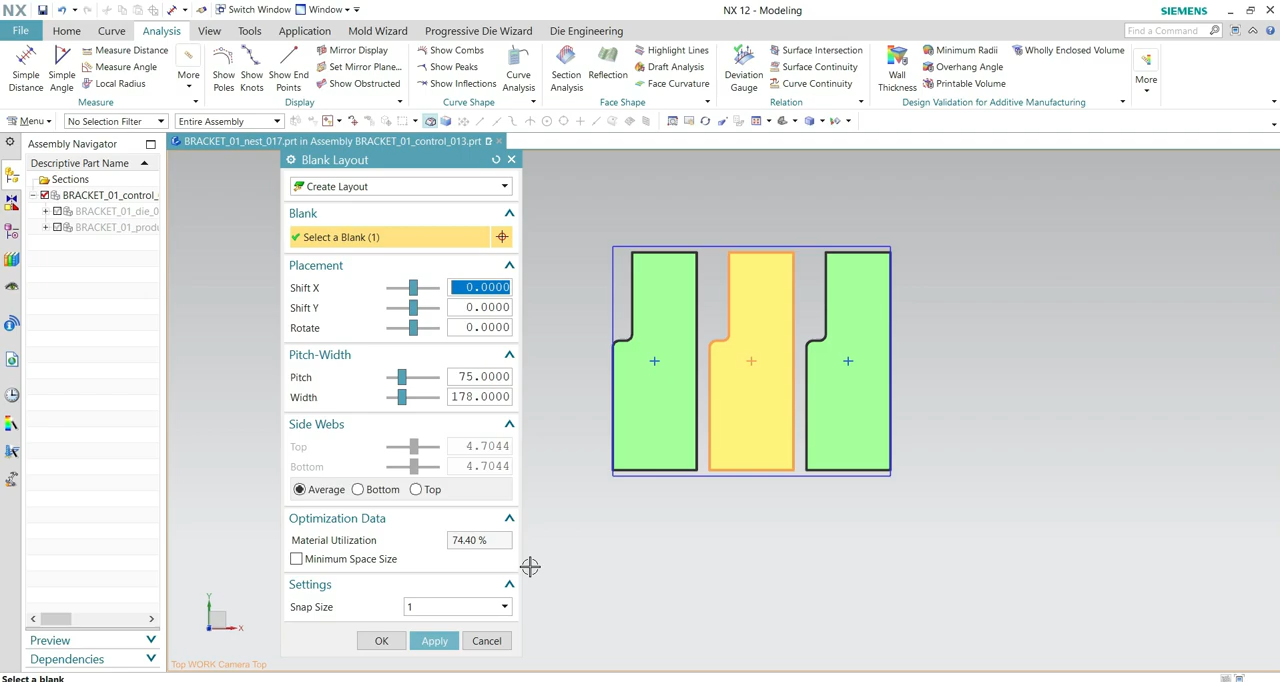 NX
Switch Window
Window
NX 12 - Modeling
SIEMENS
File
Home
Curve
Analysis
View
Tools
Application
Mold Wizard
Progressive Die Wizard
Die Engineering
Find a Command
Simple Distance
Simple Angle
Measure Distance
Measure Angle
Local Radius
More
Measure
Show Poles
Show Knots
Show End Points
Mirror Display
Set Mirror Plane...
Show Obstructed
Display
Show Combs
Show Peaks
Show Inflections
Curve Analysis
Curve Shape
Section Analysis
Reflection
Highlight Lines
Draft Analysis
Face Curvature
Face Shape
Deviation Gauge
Surface Intersection
Surface Continuity
Curve Continuity
Relation
Wall Thickness
Minimum Radii
Overhang Angle
Printable Volume
Wholly Enclosed Volume
Design Validation for Additive Manufacturing
More
Menu
No Selection Filter
Entire Assembly
Assembly Navigator
Descriptive Part Name
Sections
BRACKET_01_control_
BRACKET_01_die_0
BRACKET_01_produ
Preview
Dependencies
BRACKET_01_nest_017.prt in Assembly BRACKET_01_control_013.prt
Blank Layout
Create Layout
Blank
Select a Blank (1)
Placement
Shift X 0.0000
Shift Y 0.0000
Rotate 0.0000
Pitch-Width
Pitch 75.0000
Width 178.0000
Side Webs
Top 4.7044
Bottom 4.7044
Average Bottom Top
Optimization Data
Material Utilization 74.40 %
Minimum Space Size
Settings
Snap Size 1
OK Apply Cancel
Y
X
Top WORK Camera Top
Select a blank